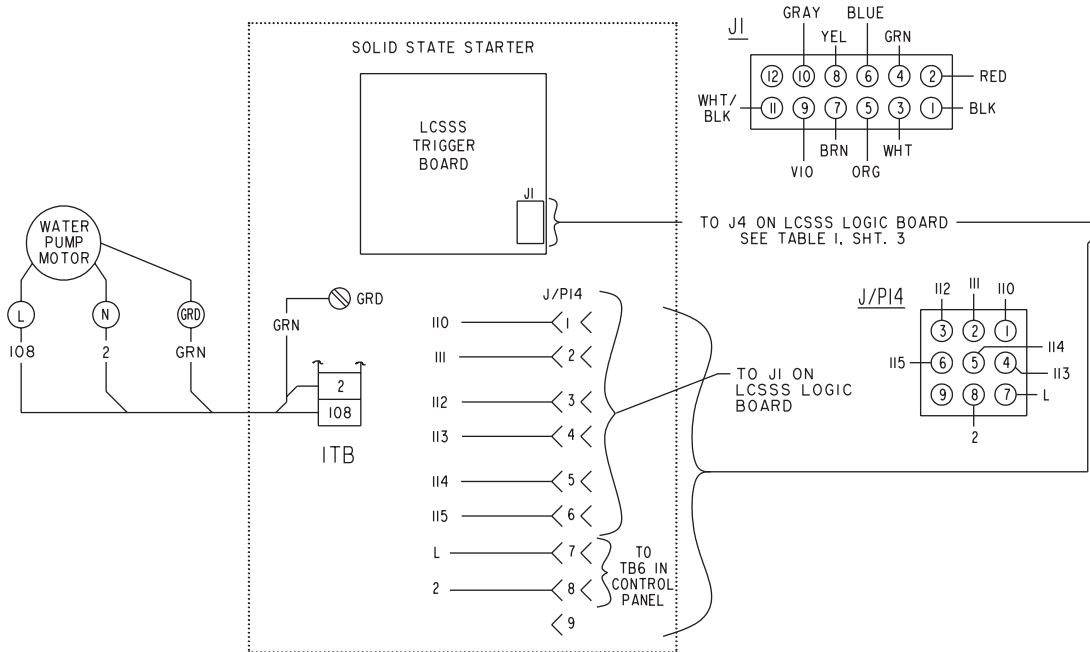 SOLID STATE STARTER
LCSSS
TRIGGER
BOARD
J1
J1
GRAY
BLUE
YEL
GRN
12
10
8
6
4
2
RED
WHT/
BLK
11
9
7
5
3
1
BLK
BRN
WHT
VIO
ORG
TO J4 ON LCSSS LOGIC BOARD
SEE TABLE 1, SHT. 3
WATER
PUMP
MOTOR
L
N
GRD
108
2
GRN
GRD
GRN
2
108
1TB
J/P14
110
1
111
2
112
3
113
4
114
5
115
6
L
7
2
8
9
TO J1 ON
LCSSS LOGIC
BOARD
TO
TB6 IN
CONTROL
PANEL
J/P14
112
111
110
3
2
1
114
115
6
5
4
113
9
8
7
L
2